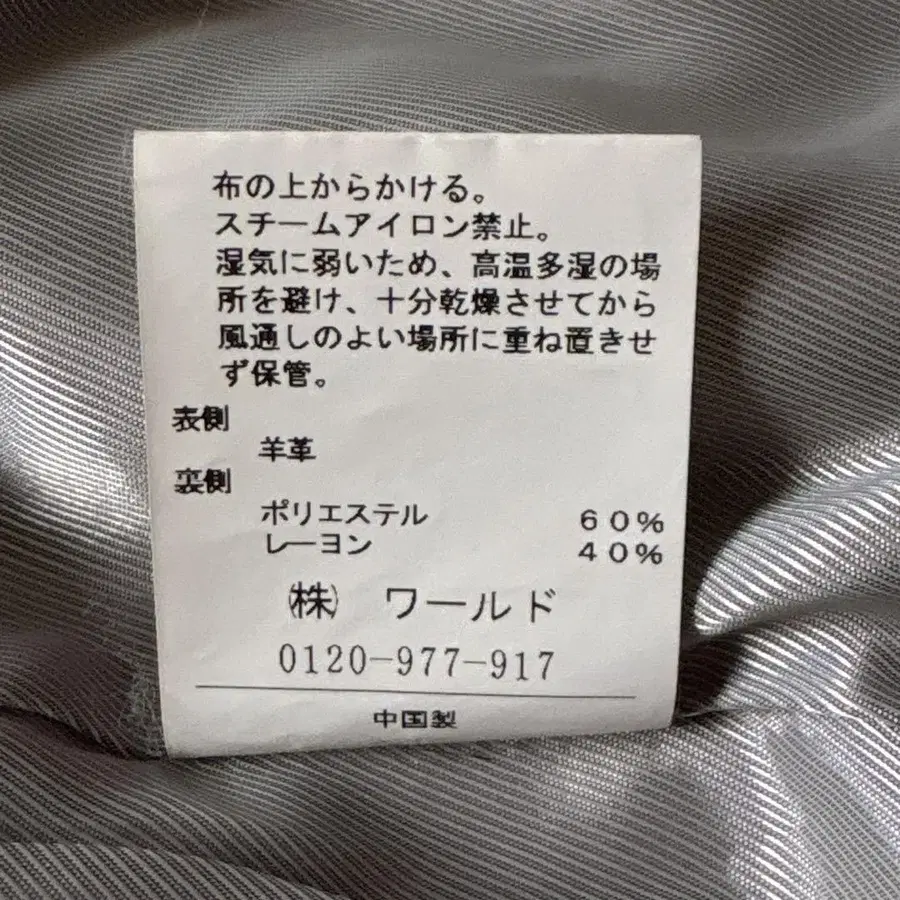 布の上からかける。
スチームアイロン禁止。
湿気に弱いため、高温多湿の場
所を避け、十分乾燥させてから
風通しのよい場所に重ね置きせ
ず保管。
表側
羊革
裏側
ポリエステル 60%
レーヨン 40%
㈱ ワールド
0120-977-917
中国製